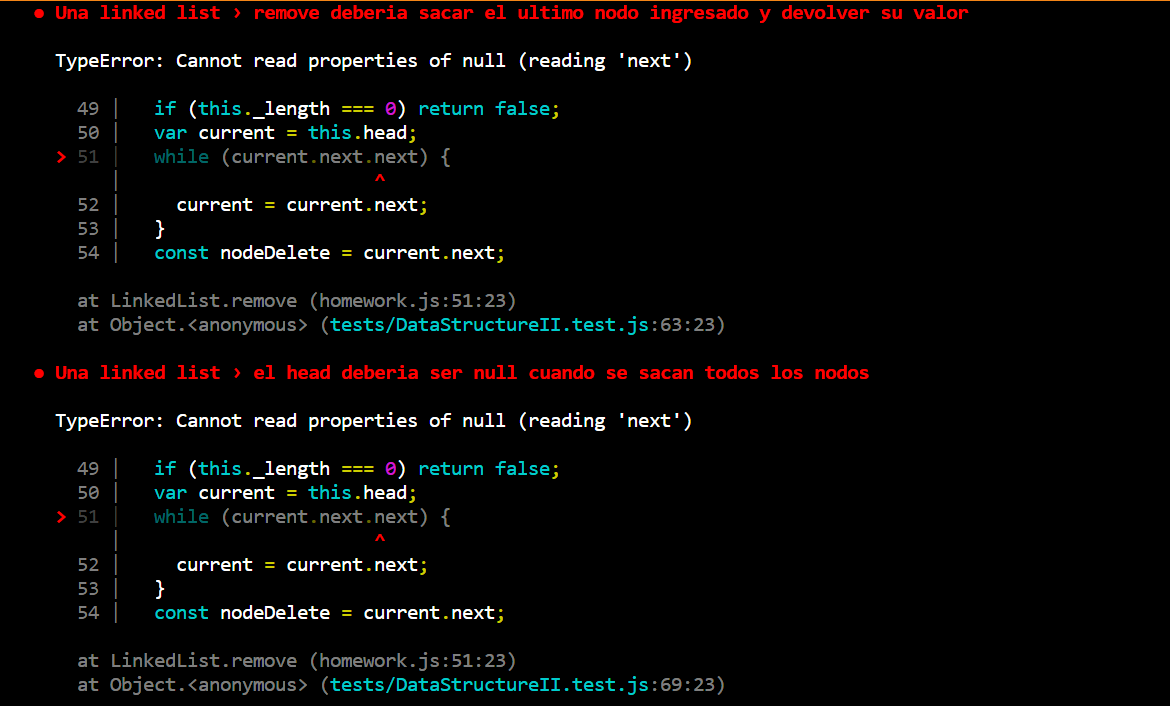 ● Una linked list › remove deberia sacar el ultimo nodo ingresado y devolver su valor
TypeError: Cannot read properties of null (reading 'next')
49 |   if (this._length === 0) return false;
50 |   var current = this.head;
> 51 |   while (current.next.next) {
|                       ^
52 |     current = current.next;
53 |   }
54 |   const nodeDelete = current.next;
at LinkedList.remove (homework.js:51:23)
at Object.<anonymous> (tests/DataStructureII.test.js:63:23)
● Una linked list › el head deberia ser null cuando se sacan todos los nodos
TypeError: Cannot read properties of null (reading 'next')
49 |   if (this._length === 0) return false;
50 |   var current = this.head;
> 51 |   while (current.next.next) {
|                       ^
52 |     current = current.next;
53 |   }
54 |   const nodeDelete = current.next;
at LinkedList.remove (homework.js:51:23)
at Object.<anonymous> (tests/DataStructureII.test.js:69:23)